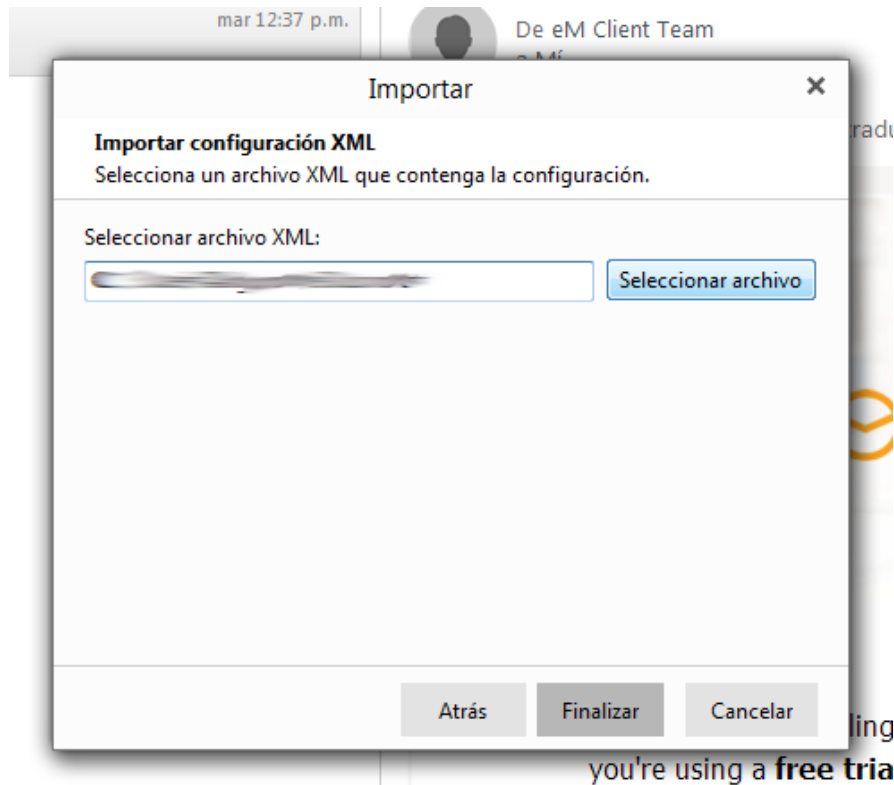 mar 12:37 p.m.
De eM Client Team
a Mí
Importar
Importar configuración XML
Selecciona un archivo XML que contenga la configuración.
Seleccionar archivo XML:
Seleccionar archivo
Atrás
Finalizar
Cancelar
you're using a free tria